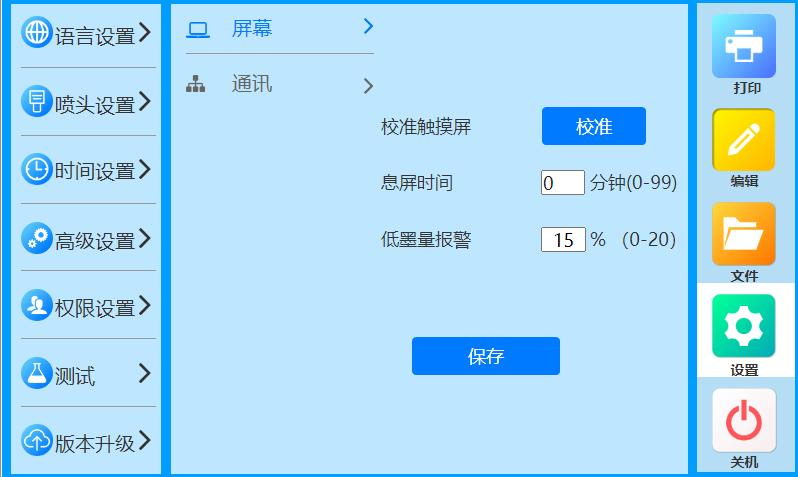 语言设置
喷头设置
时间设置
高级设置
权限设置
测试
版本升级
屏幕
通讯
校准触摸屏 校准
息屏时间 0 分钟(0-99)
低墨量报警 15 % （0-20）
保存
打印
编辑
文件
设置
关机